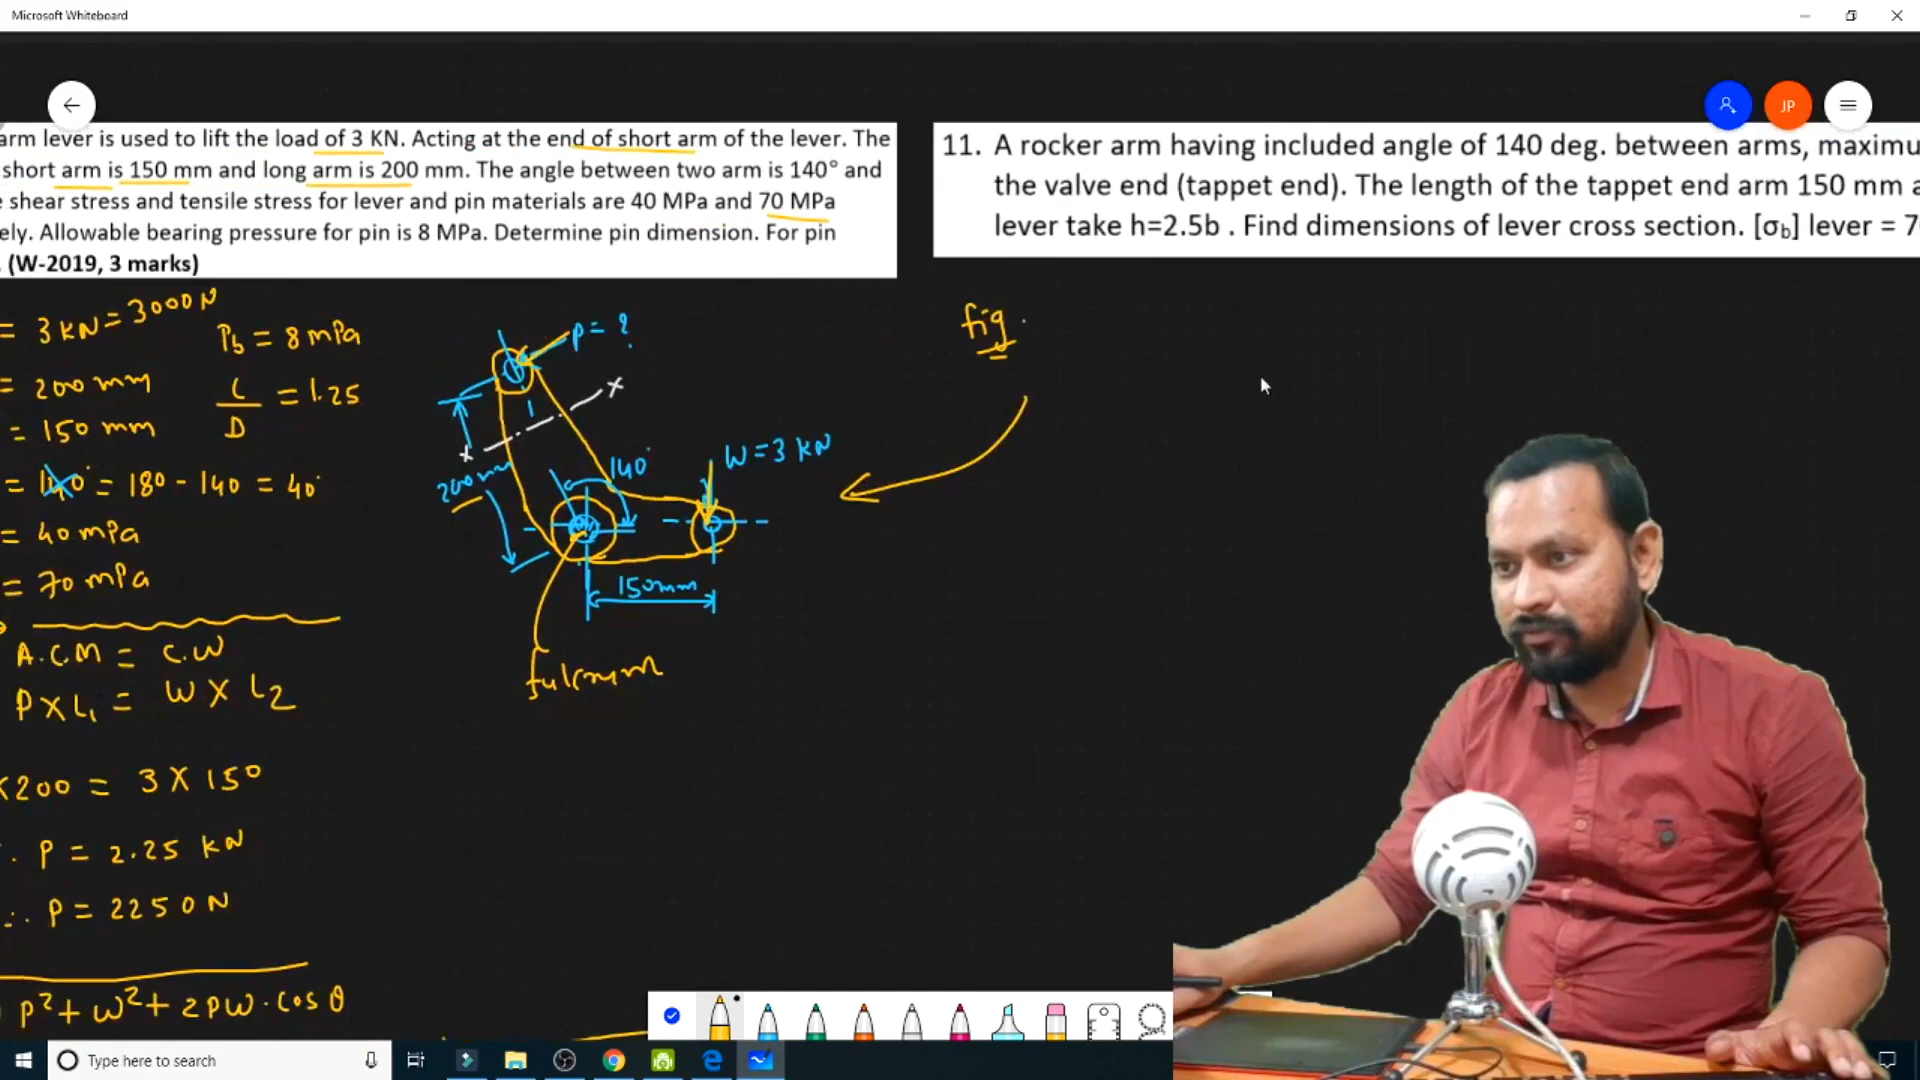 Microsoft Whiteboard
JP
arm lever is used to lift the load of 3 KN. Acting at the end of short arm of the lever. The
short arm is 150 mm and long arm is 200 mm. The angle between two arm is 140° and
e shear stress and tensile stress for lever and pin materials are 40 MPa and 70 MPa
ely. Allowable bearing pressure for pin is 8 MPa. Determine pin dimension. For pin
. (W-2019, 3 marks)
11. A rocker arm having included angle of 140 deg. between arms, maximu
the valve end (tappet end). The length of the tappet end arm 150 mm a
lever take h=2.5b . Find dimensions of lever cross section. [σb] lever = 7
= 3 KN = 3000 N
Pb = 8 mPa
= 200 mm
L/D = 1.25
= 150 mm
= 140° = 180 - 140 = 40°
= 40 mPa
= 70 mPa
A.C.M = C.W
P X L1 = W X L2
X 200 = 3 X 150
∴ P = 2.25 KN
∴ P = 2250 N
P² + W² + 2PW · COS θ
P = ?
X
X
200mm
140°
W = 3 KN
150mm
fulcrum
fig.
Type here to search